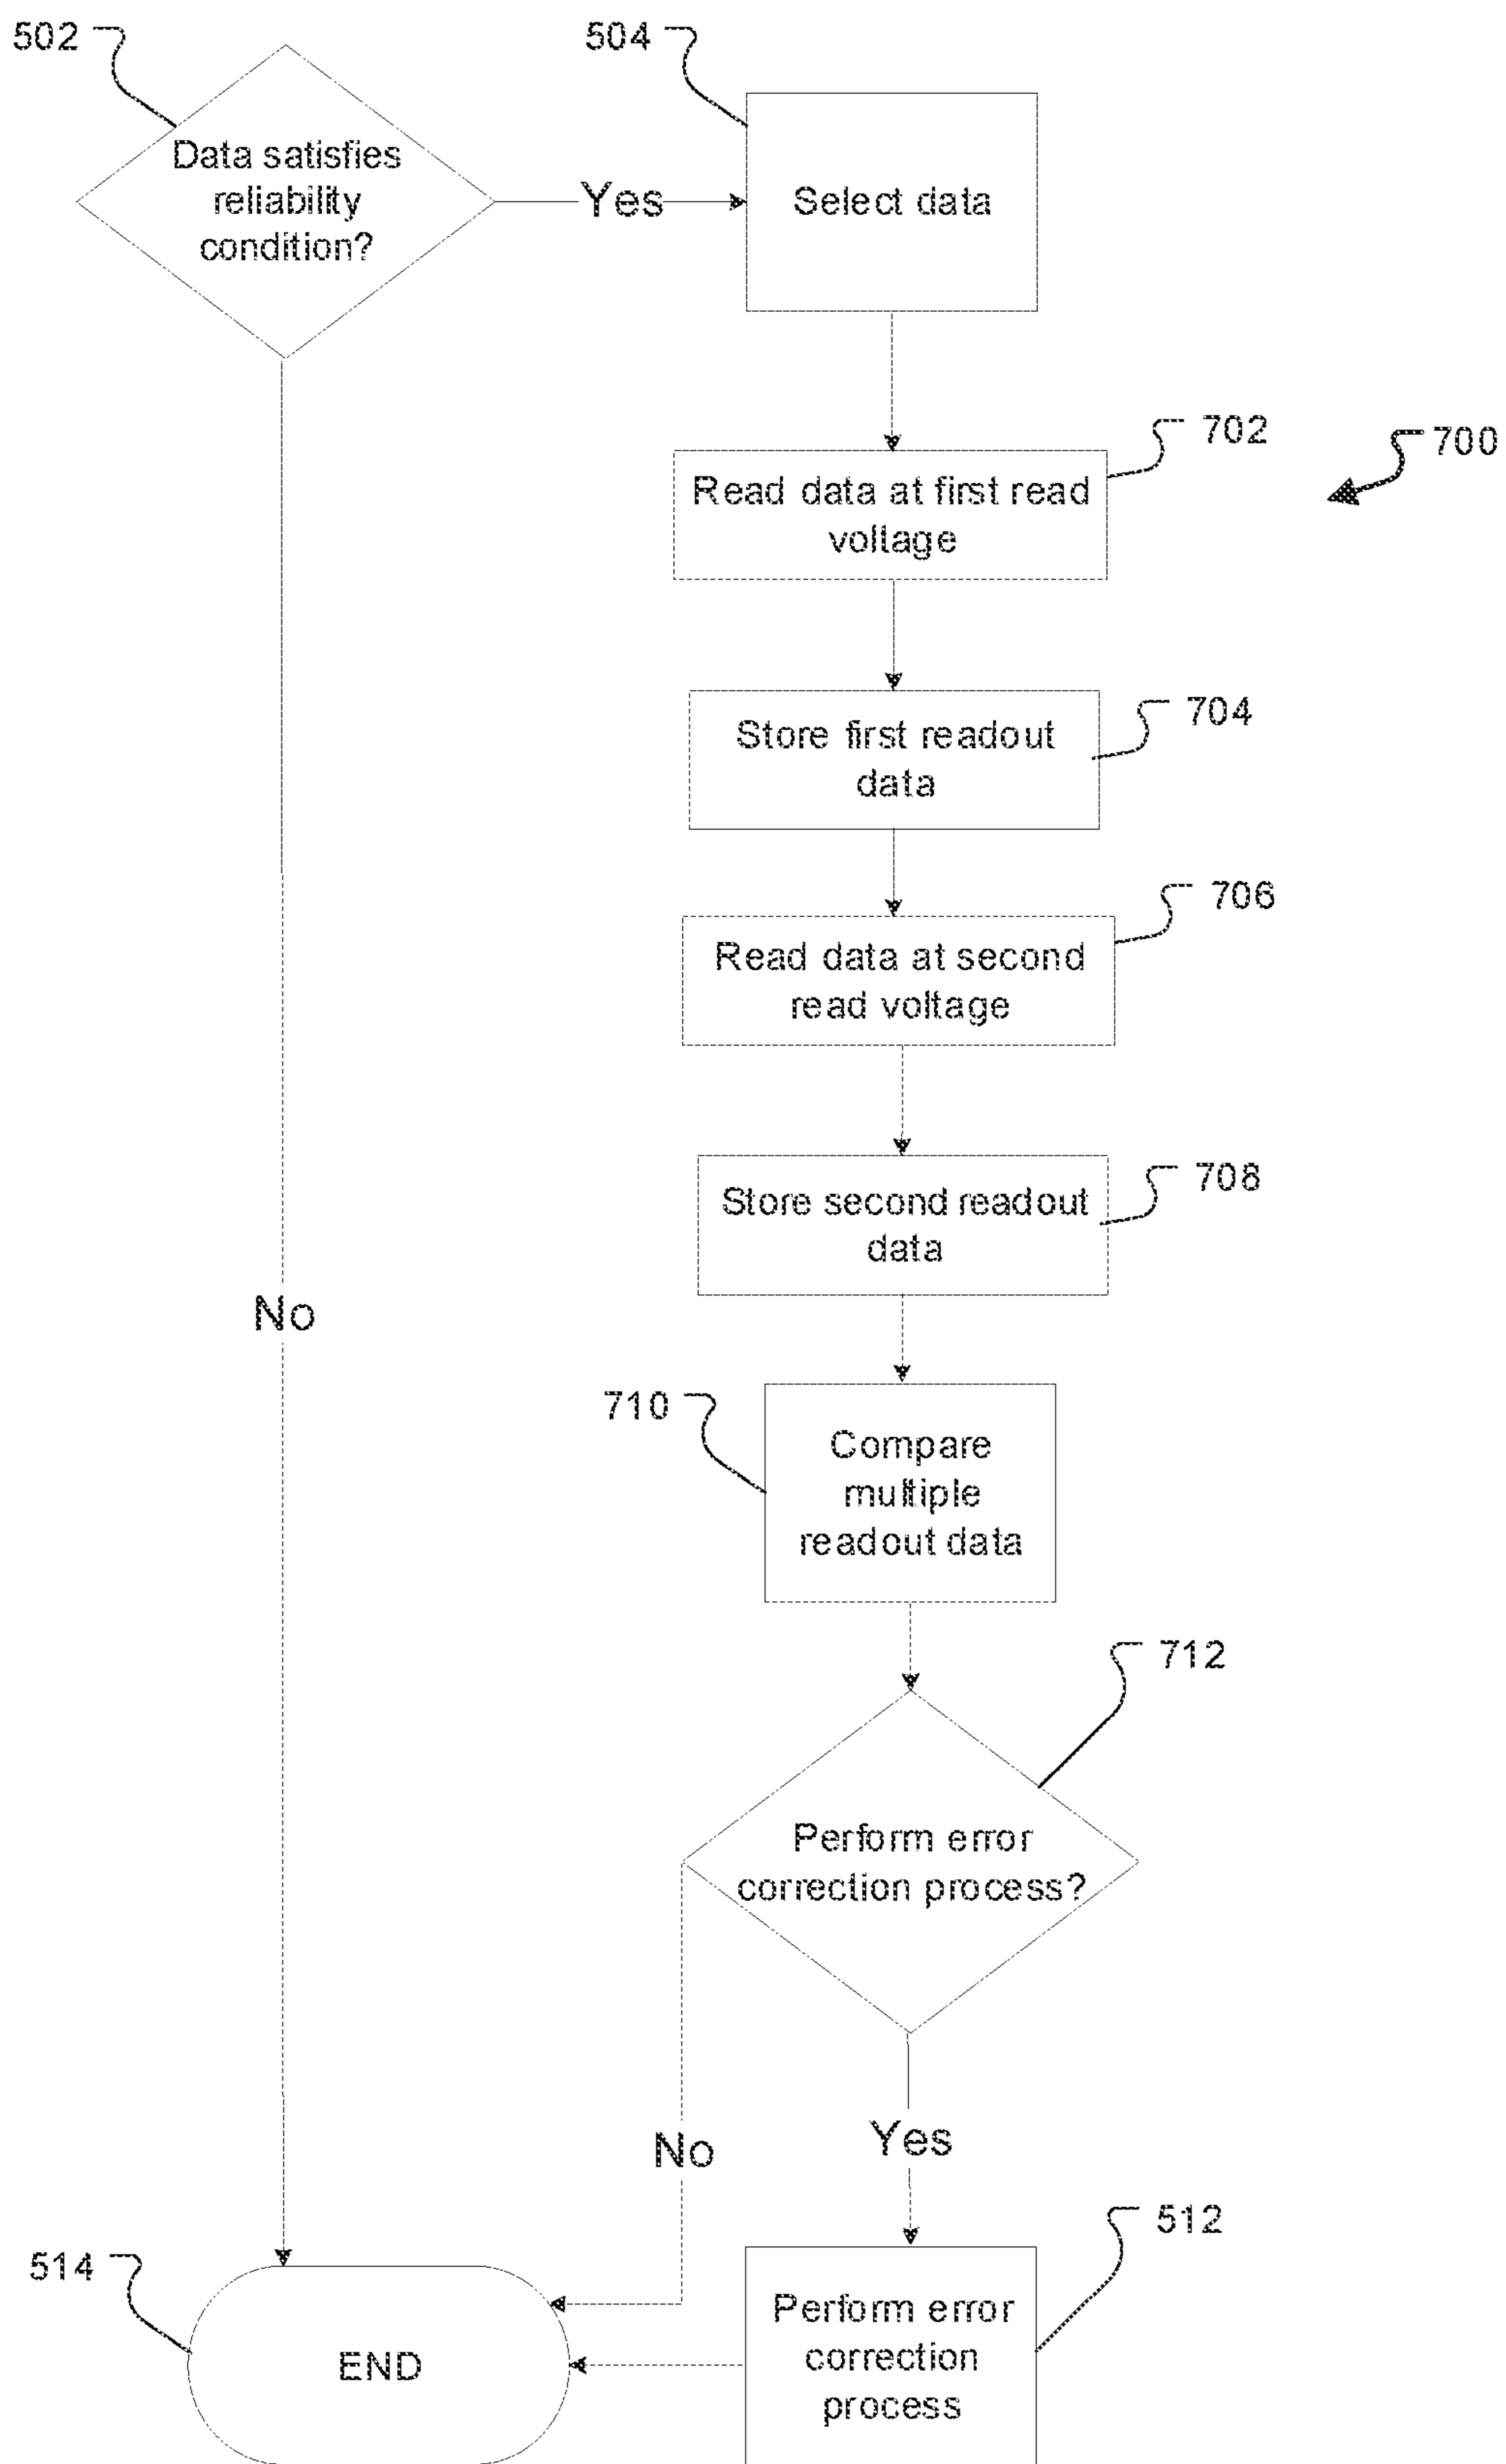 502
504
Data satisfies
reliability
condition?
Yes
Select data
702
700
Read data at first read
voltage
704
Store first readout
data
706
Read data at second
read voltage
708
Store second readout
data
No
710
Compare
multiple
readout data
712
Perform error
correction process?
No
Yes
512
514
Perform error
correction
process
END